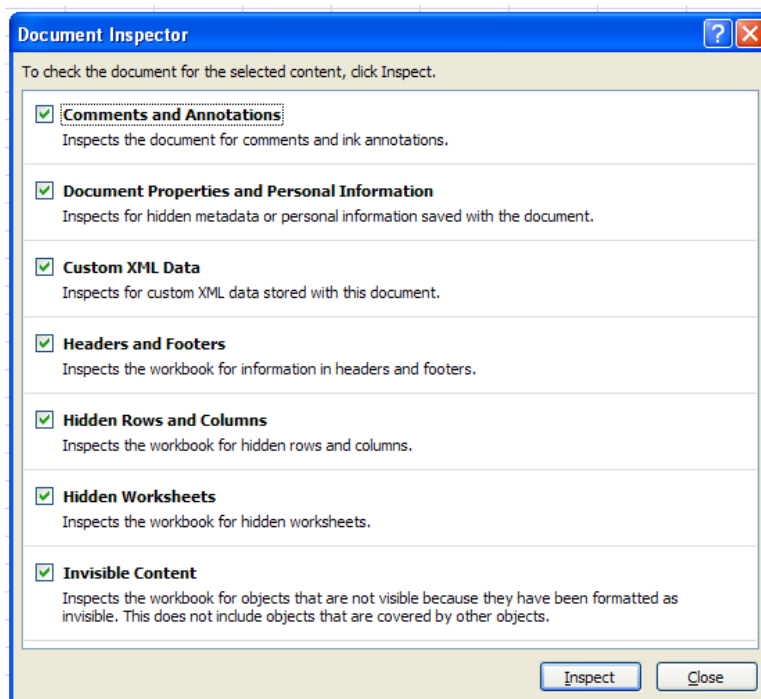 Document Inspector
To check the document for the selected content, click Inspect.
Comments and Annotations
Inspects the document for comments and ink annotations.
Document Properties and Personal Information
Inspects for hidden metadata or personal information saved with the document.
Custom XML Data
Inspects for custom XML data stored with this document.
Headers and Footers
Inspects the workbook for information in headers and footers.
Hidden Rows and Columns
Inspects the workbook for hidden rows and columns.
Hidden Worksheets
Inspects the workbook for hidden worksheets.
Invisible Content
Inspects the workbook for objects that are not visible because they have been formatted as
invisible. This does not include objects that are covered by other objects.
Inspect Close